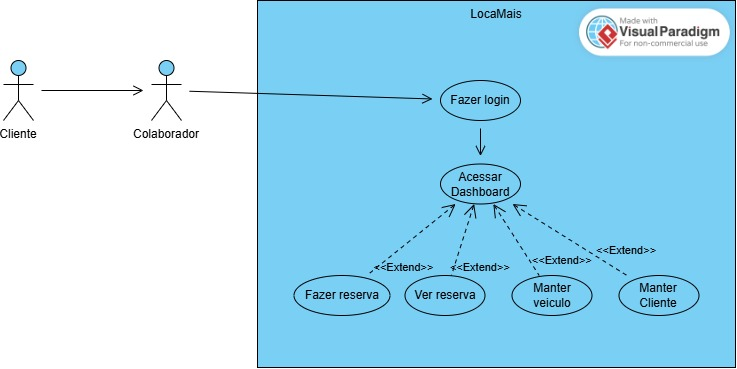 LocaMais
Made with
Visual Paradigm
For non-commercial use
Fazer login
Cliente
Colaborador
Acessar
Dashboard
<<Extend>>
<<Extend>>
<<Extend>>
<<Extend>>
Fazer reserva
Ver reserva
Manter
veiculo
Manter
Cliente